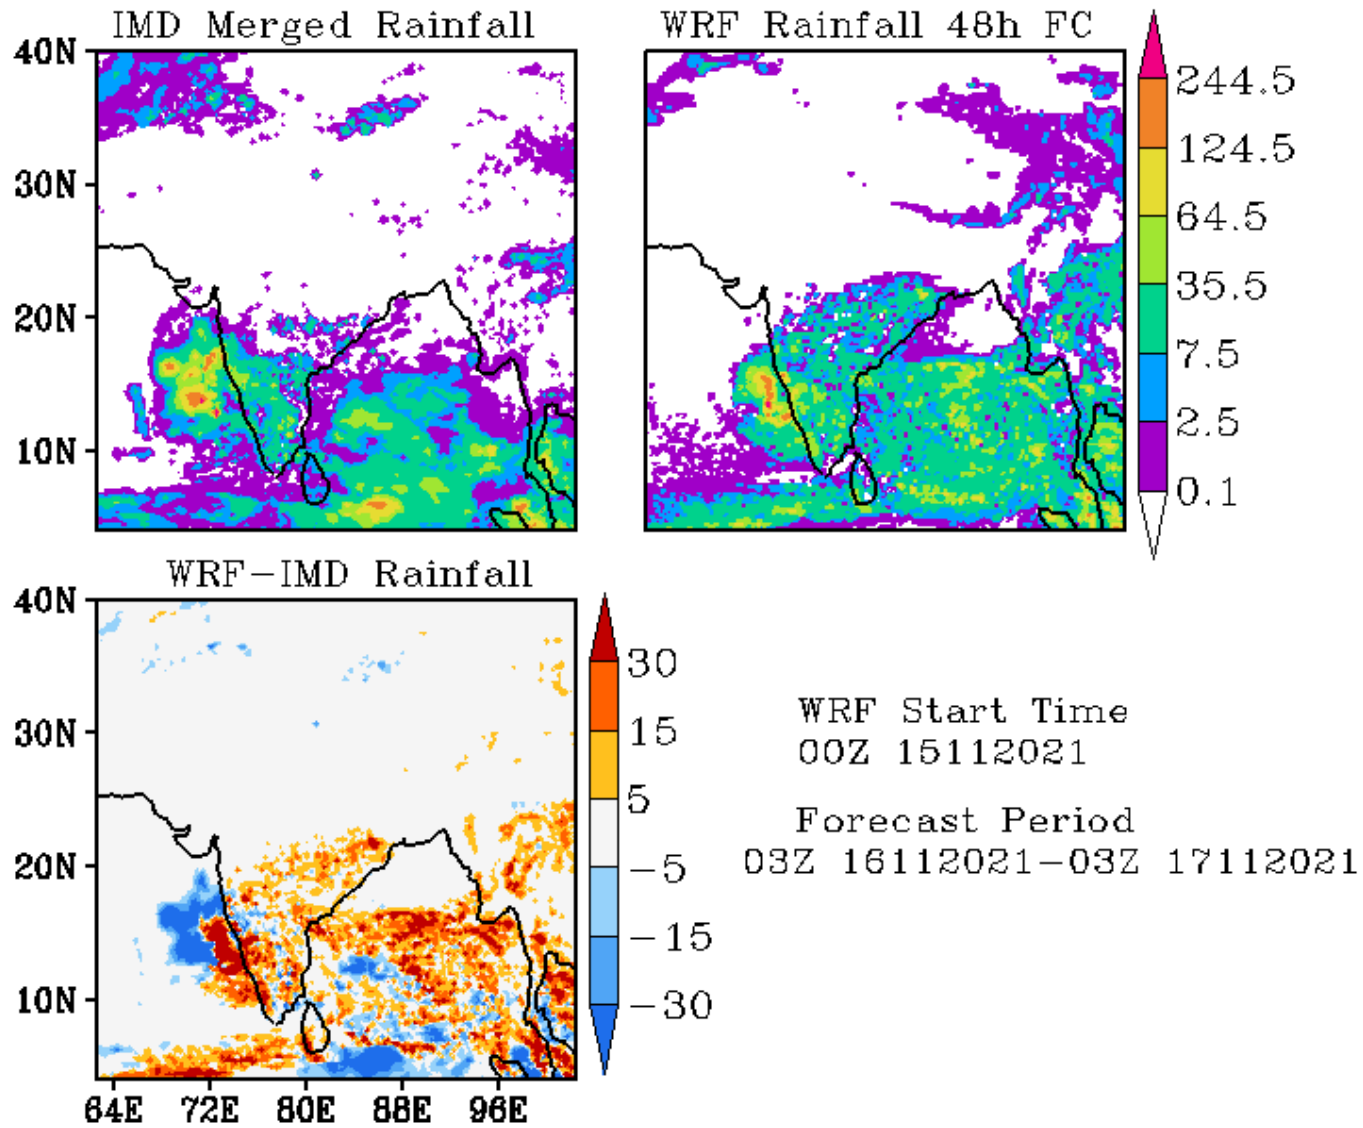 IMD Merged Rainfall
WRF Rainfall 48h FC
40N
30N
20N
10N
244.5
124.5
64.5
35.5
7.5
2.5
0.1
WRF-IMD Rainfall
40N
30N
20N
10N
64E 72E 80E 88E 96E
30
15
5
-5
-15
-30
WRF Start Time
00Z 15112021
Forecast Period
03Z 16112021-03Z 17112021